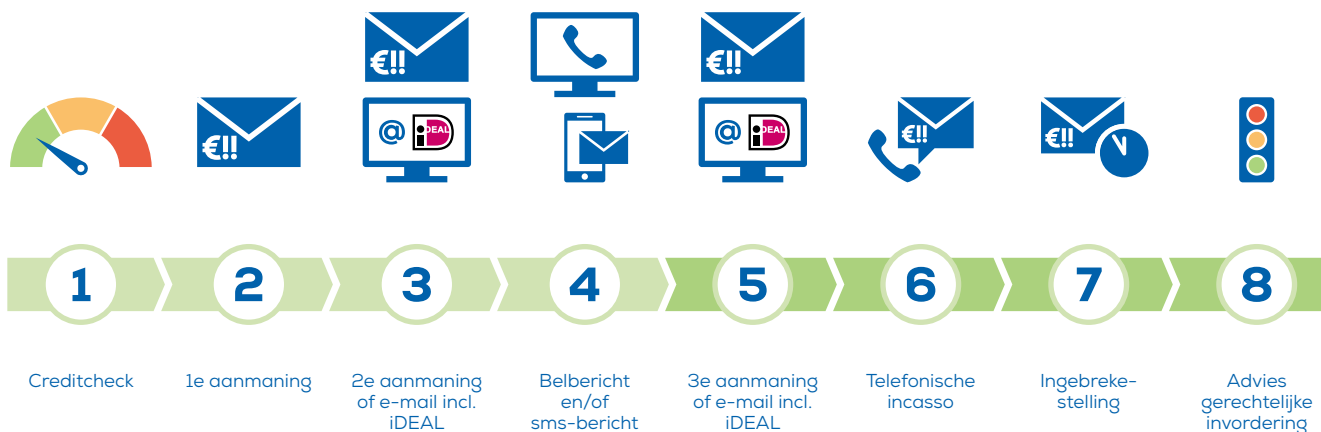 €!!
€!!
€!!
@ iDEAL
@ iDEAL
€!!
€!!
1 2 3 4 5 6 7 8
Creditcheck
1e aanmaning
2e aanmaning
of e-mail incl.
iDEAL
Belbericht
en/of
sms-bericht
3e aanmaning
of e-mail incl.
iDEAL
Telefonische
incasso
Ingebreke-
stelling
Advies
gerechtelijke
invordering